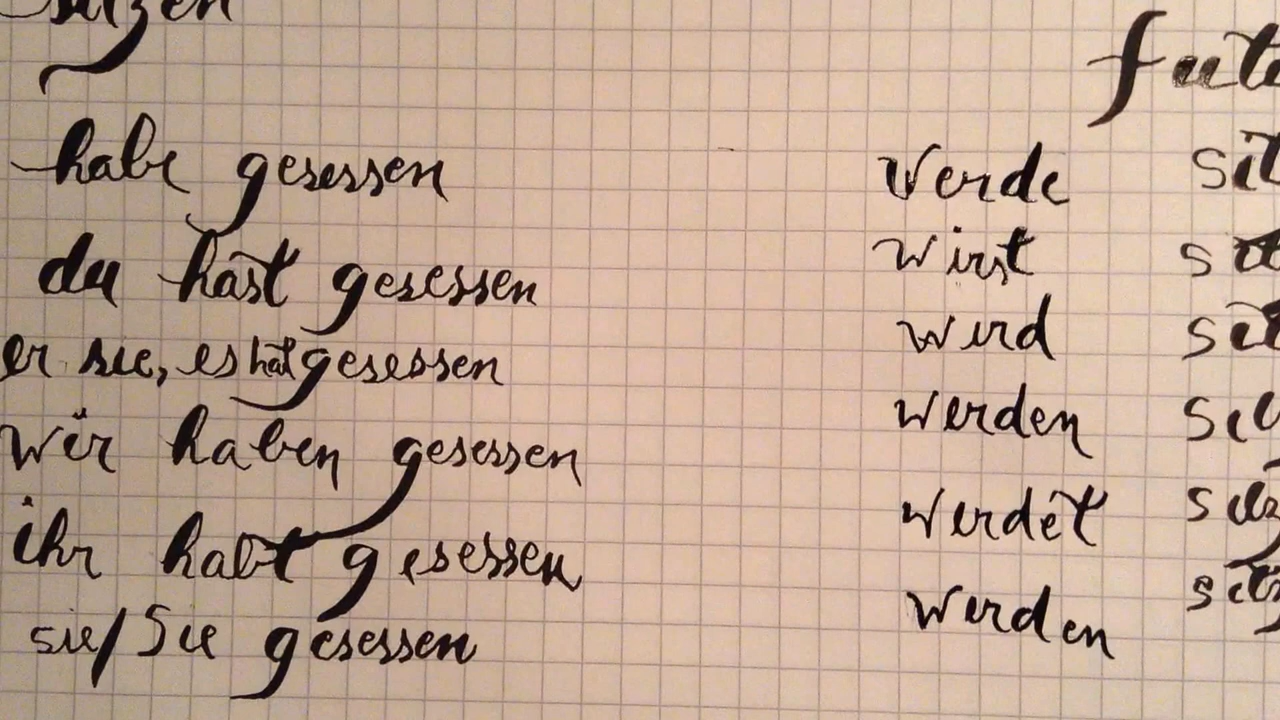 sitzen
habe gesessen
du hast gesessen
er sie, es hat gesessen
wir haben gesessen
ihr habt gesessen
sie/Sie gesessen
werde
wirst
wird
werden
werdet
werden